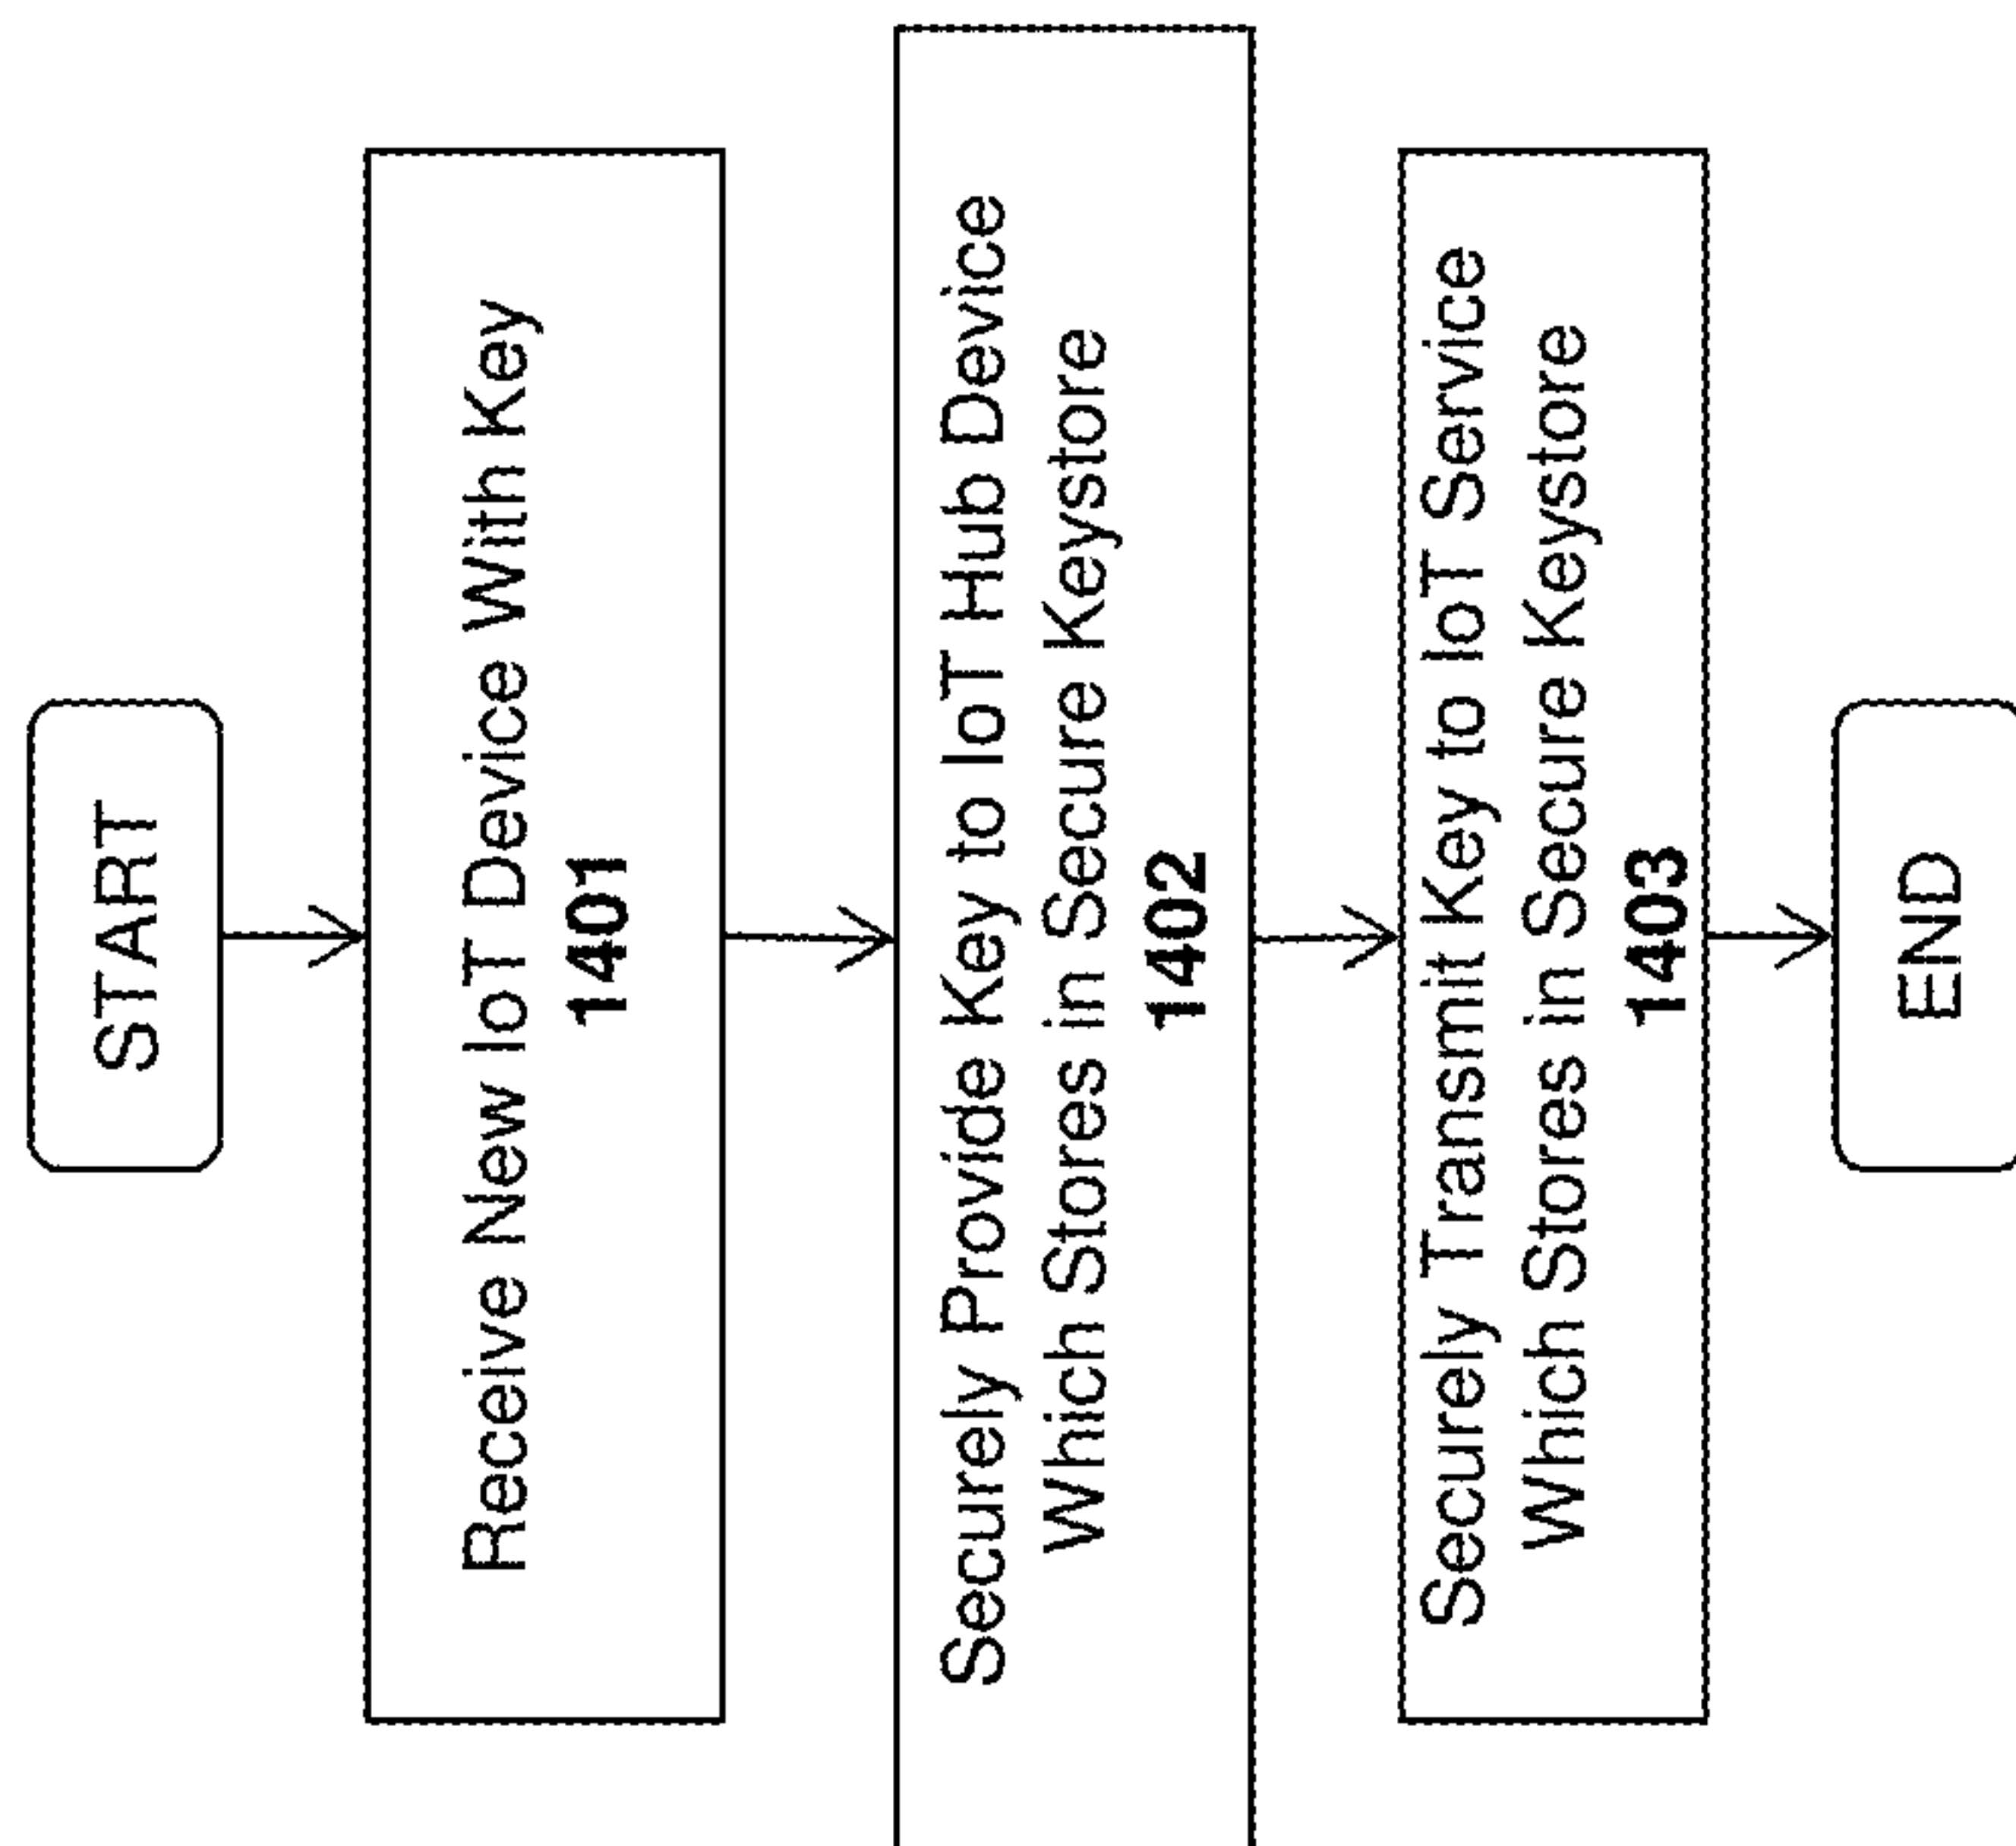 START
Receive New IoT Device With Key
1401
Securely Provide Key to IoT Hub Device
Which Stores in Secure Keystore
1402
Securely Transmit Key to IoT Service
Which Stores in Secure Keystore
1403
END